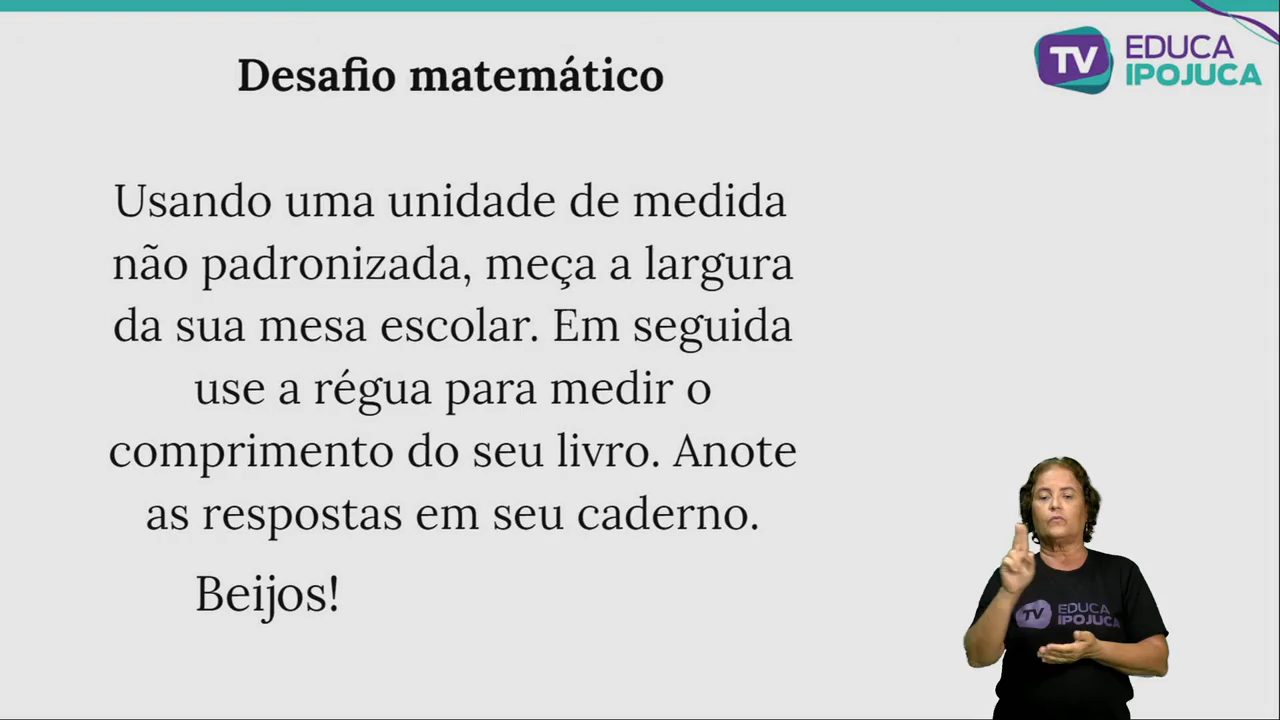 Desafio matemático
TV EDUCA
IPOJUCA
Usando uma unidade de medida
não padronizada, meça a largura
da sua mesa escolar. Em seguida
use a régua para medir o
comprimento do seu livro. Anote
as respostas em seu caderno.
Beijos!
TV EDUCA
IPOJUCA